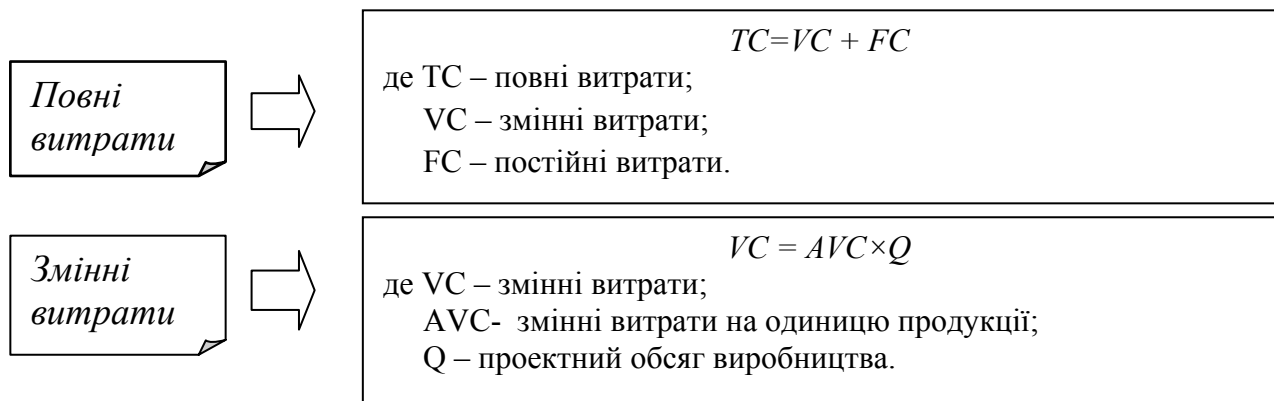 Повні
витрати
TC=VC + FC
де TC – повні витрати;
VC – змінні витрати;
FC – постійні витрати.
Змінні
витрати
VC = AVC×Q
де VC – змінні витрати;
AVC- змінні витрати на одиницю продукції;
Q – проектний обсяг виробництва.